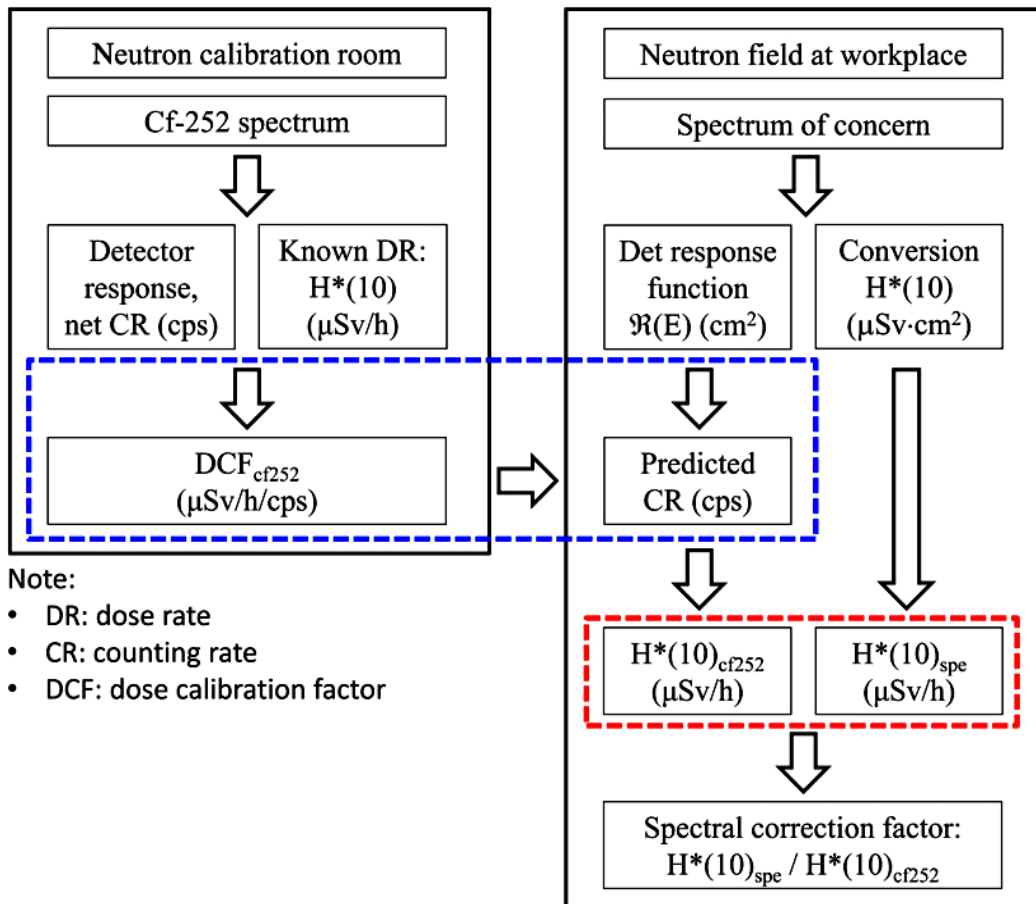 Neutron calibration room
Cf-252 spectrum
Detector
response,
net CR (cps)
Known DR:
H*(10)
(μSv/h)
DCFcf252
(μSv/h/cps)
Note:
• DR: dose rate
• CR: counting rate
• DCF: dose calibration factor
Neutron field at workplace
Spectrum of concern
Det response
function
ℜ(E) (cm²)
Conversion
H*(10)
(μSv·cm²)
Predicted
CR (cps)
H*(10)cf252
(μSv/h)
H*(10)spe
(μSv/h)
Spectral correction factor:
H*(10)spe / H*(10)cf252